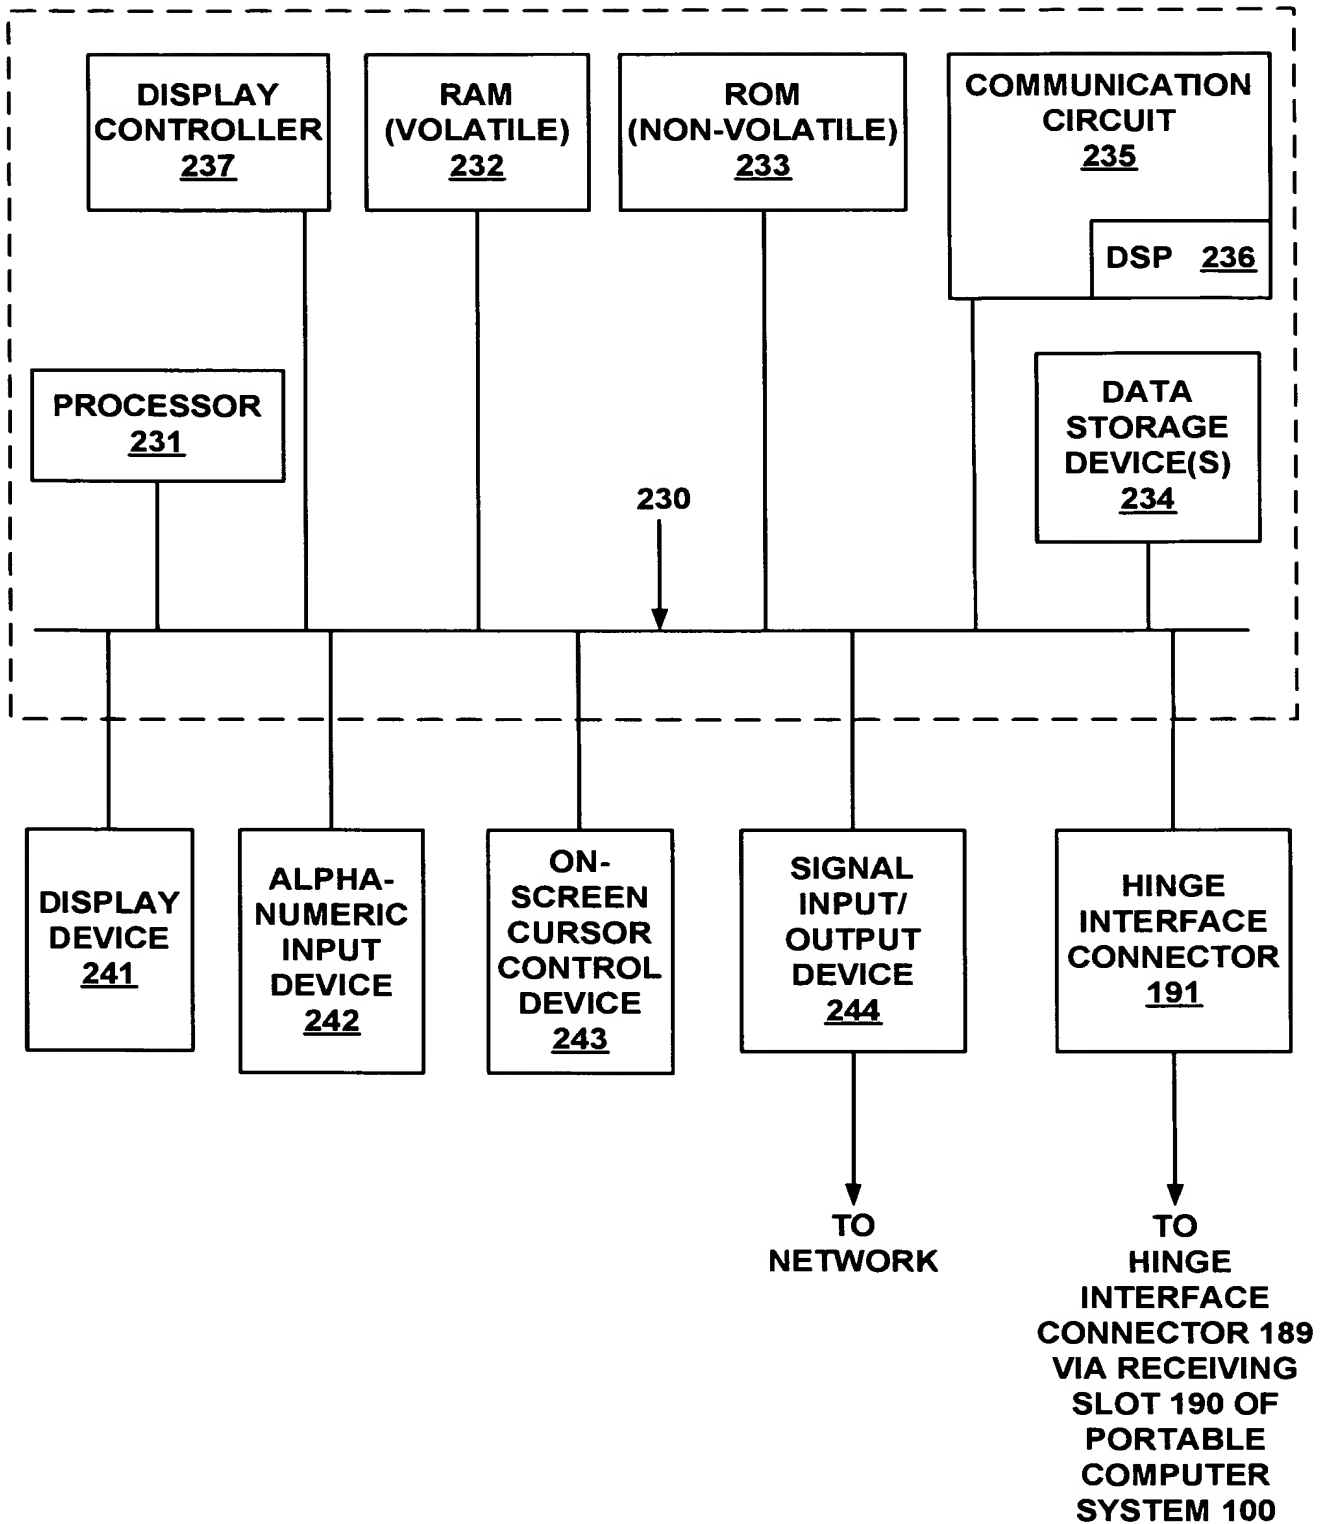 DISPLAY
CONTROLLER
237
RAM
(VOLATILE)
232
ROM
(NON-VOLATILE)
233
COMMUNICATION
CIRCUIT
235
DSP 236
PROCESSOR
231
DATA
STORAGE
DEVICE(S)
234
230
DISPLAY
DEVICE
241
ALPHA-
NUMERIC
INPUT
DEVICE
242
ON-
SCREEN
CURSOR
CONTROL
DEVICE
243
SIGNAL
INPUT/
OUTPUT
DEVICE
244
HINGE
INTERFACE
CONNECTOR
191
TO
NETWORK
TO
HINGE
INTERFACE
CONNECTOR 189
VIA RECEIVING
SLOT 190 OF
PORTABLE
COMPUTER
SYSTEM 100